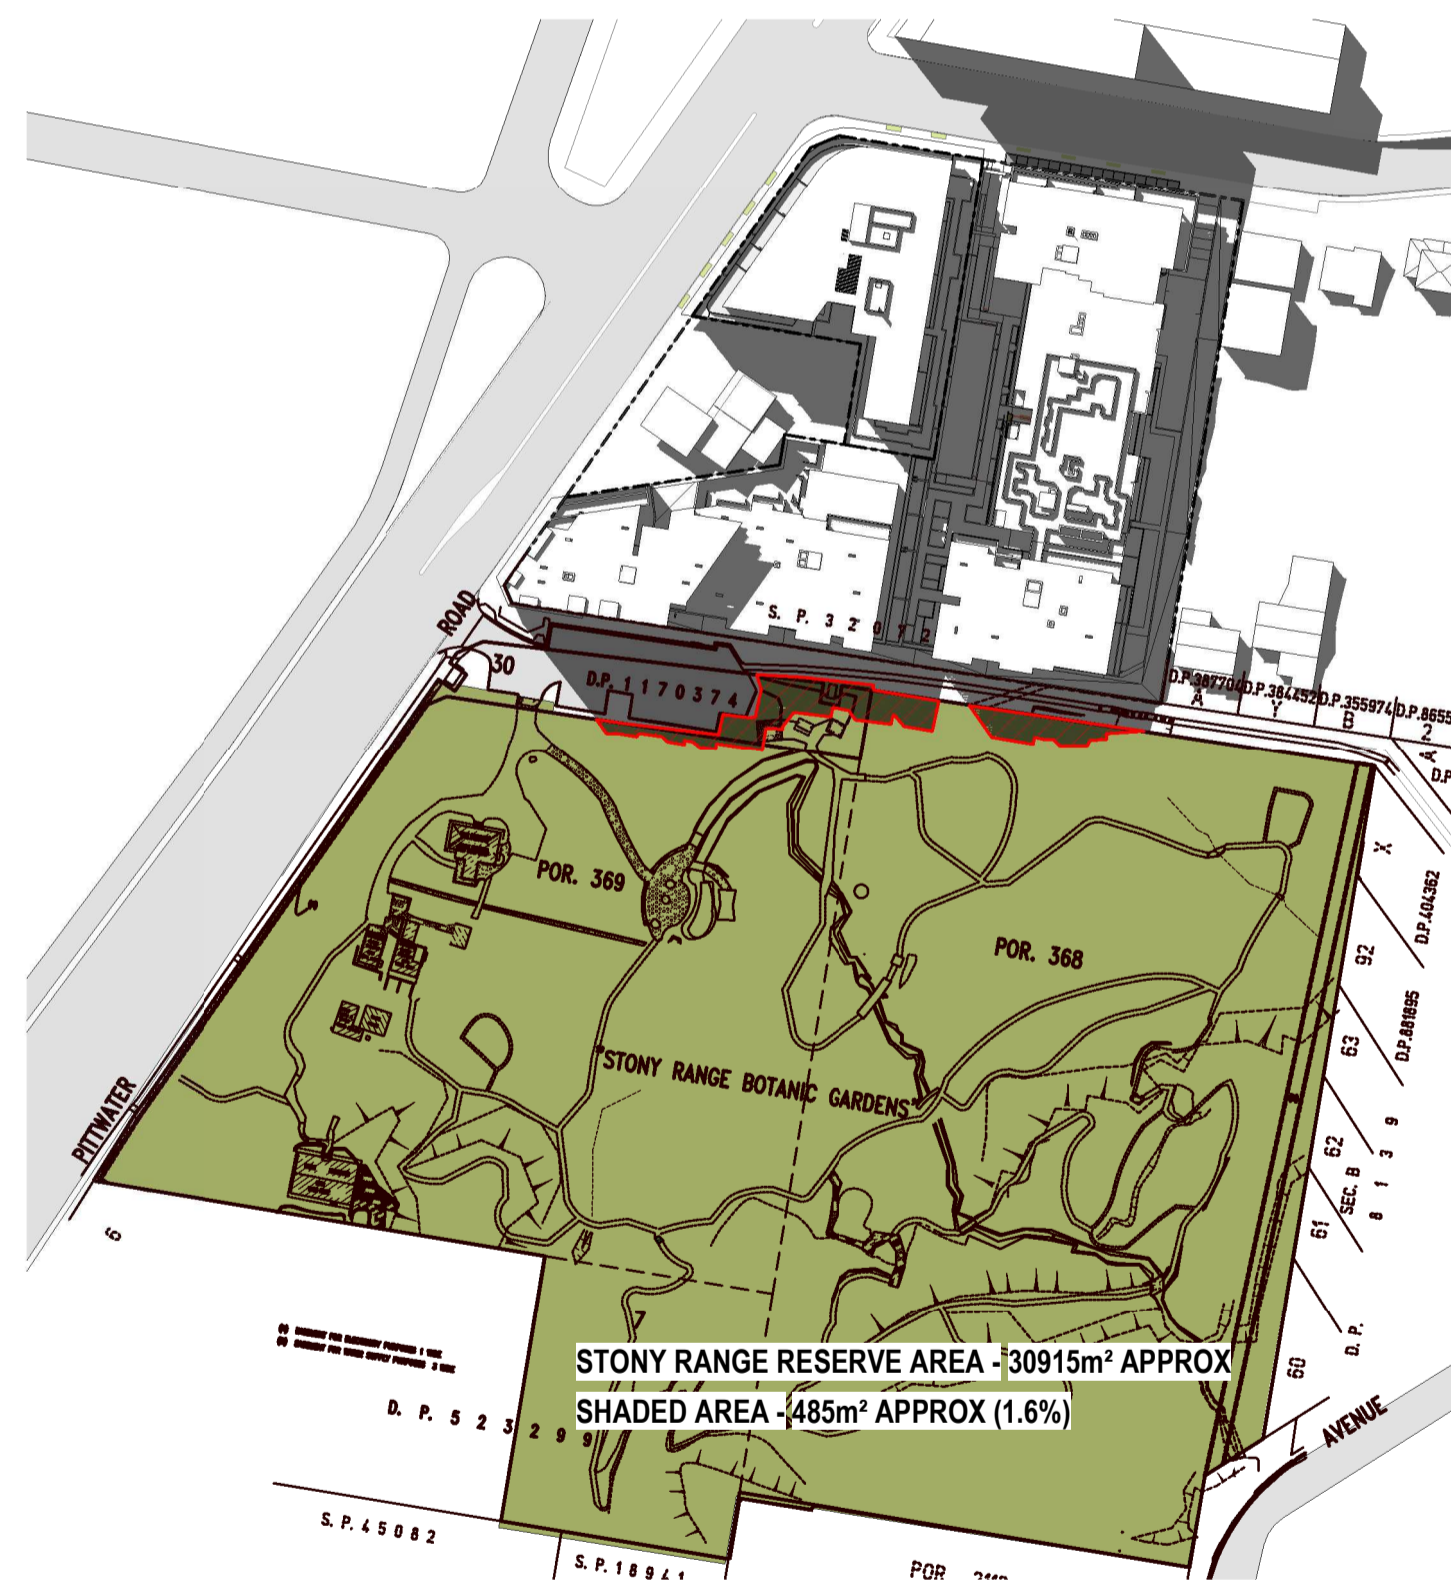 S. P. 3 2 0 7 2
ROAD
30
D.P. 1 1 7 0 3 7 4
D.P.387704
D.P.384452
D.P.355974
D.P.8655
A
Y
B
2
A
D.P
X
D.P.404362
POR. 369
POR. 368
92
D.P.881895
63
"STONY RANGE BOTANIC GARDENS"
PITTWATER
62
SEC. B
8 1 3 9
61
6
7
STONY RANGE RESERVE AREA - 30915m² APPROX
SHADED AREA - 485m² APPROX (1.6%)
D. P.
60
D. P. 5 2 3 2 9 9
AVENUE
S. P. 4 5 0 8 2
S. P. 1 8 9 4 1
POR.